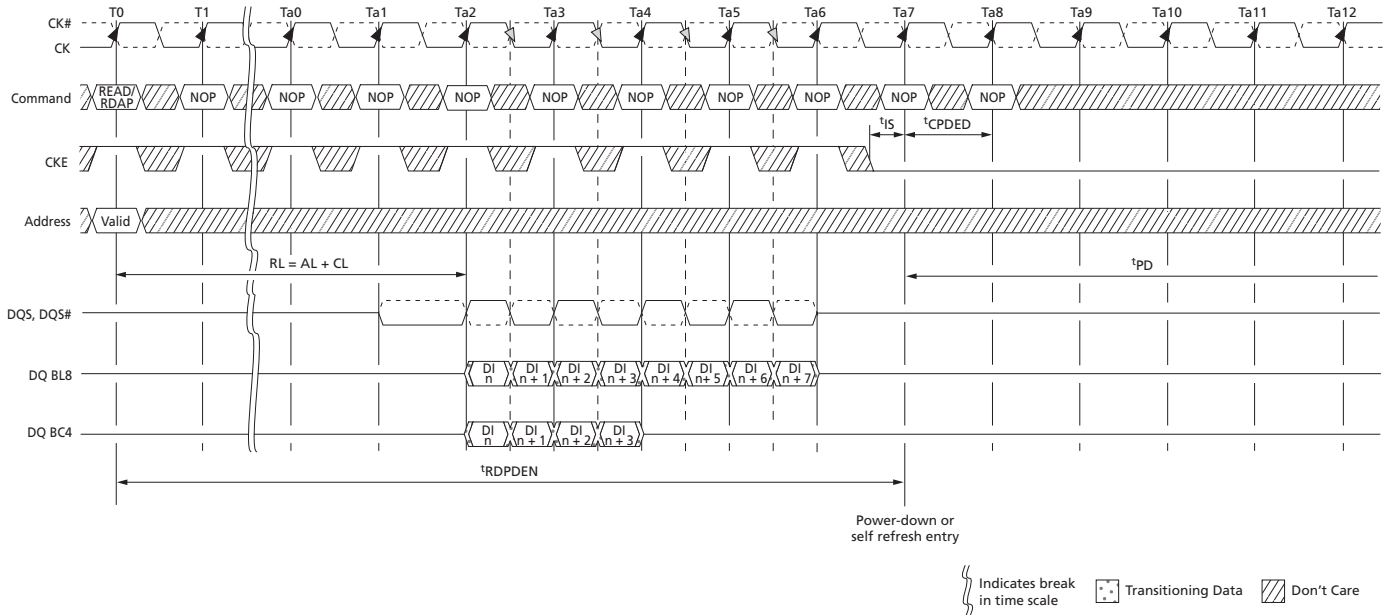 T0 T1 Ta0 Ta1 Ta2 Ta3 Ta4 Ta5 Ta6 Ta7 Ta8 Ta9 Ta10 Ta11 Ta12
CK#
CK
Command READ/ RDAP NOP NOP NOP NOP NOP NOP NOP NOP NOP NOP
tIS tCPDED
CKE
Address Valid
RL = AL + CL tPD
DQS, DQS#
DQ BL8 DI n DI n + 1 DI n + 2 DI n + 3 DI n + 4 DI n + 5 DI n + 6 DI n + 7
DQ BC4 DI n DI n + 1 DI n + 2 DI n + 3
tRDPDEN
Power-down or
self refresh entry
Indicates break
in time scale
Transitioning Data
Don't Care